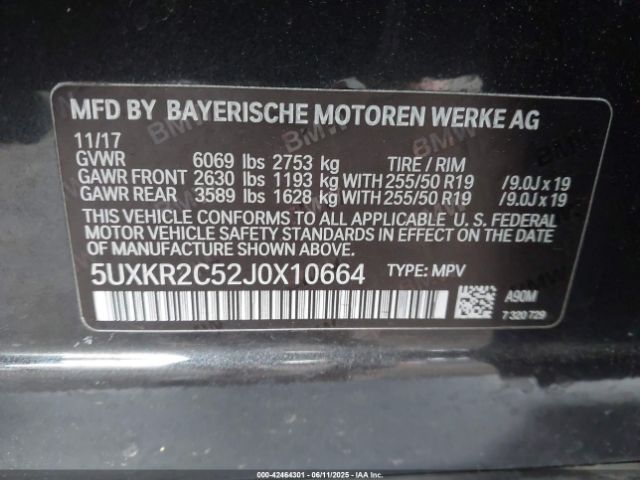 MFD BY BAYERISCHE MOTOREN WERKE AG
11/17
GVWR 6069 lbs 2753 kg TIRE / RIM
GAWR FRONT 2630 lbs 1193 kg WITH 255/50 R19 /9.0J x 19
GAWR REAR 3589 lbs 1628 kg WITH 255/50 R19 /9.0J x 19
THIS VEHICLE CONFORMS TO ALL APPLICABLE U. S. FEDERAL
MOTOR VEHICLE SAFETY STANDARDS IN EFFECT ON THE DATE
OF MANUFACTURE SHOWN ABOVE.
5UXKR2C52J0X10664 TYPE: MPV
A90M
7 320 729
000-42464301 - 06/11/2025 - IAAI.COM